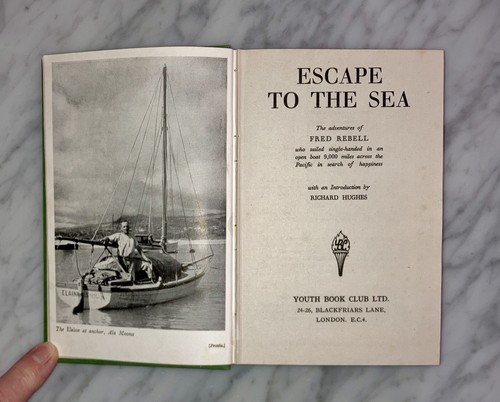 ELAINE
The Elaine at anchor, Ala Moana
[Frontis]
ESCAPE
TO THE SEA
The adventures of
FRED REBELL
who sailed single-handed in an
open boat 9,000 miles across the
Pacific in search of happiness
with an Introduction by
RICHARD HUGHES
YOUTH BOOK CLUB LTD.
24-26, BLACKFRIARS LANE,
LONDON. E.C.4.